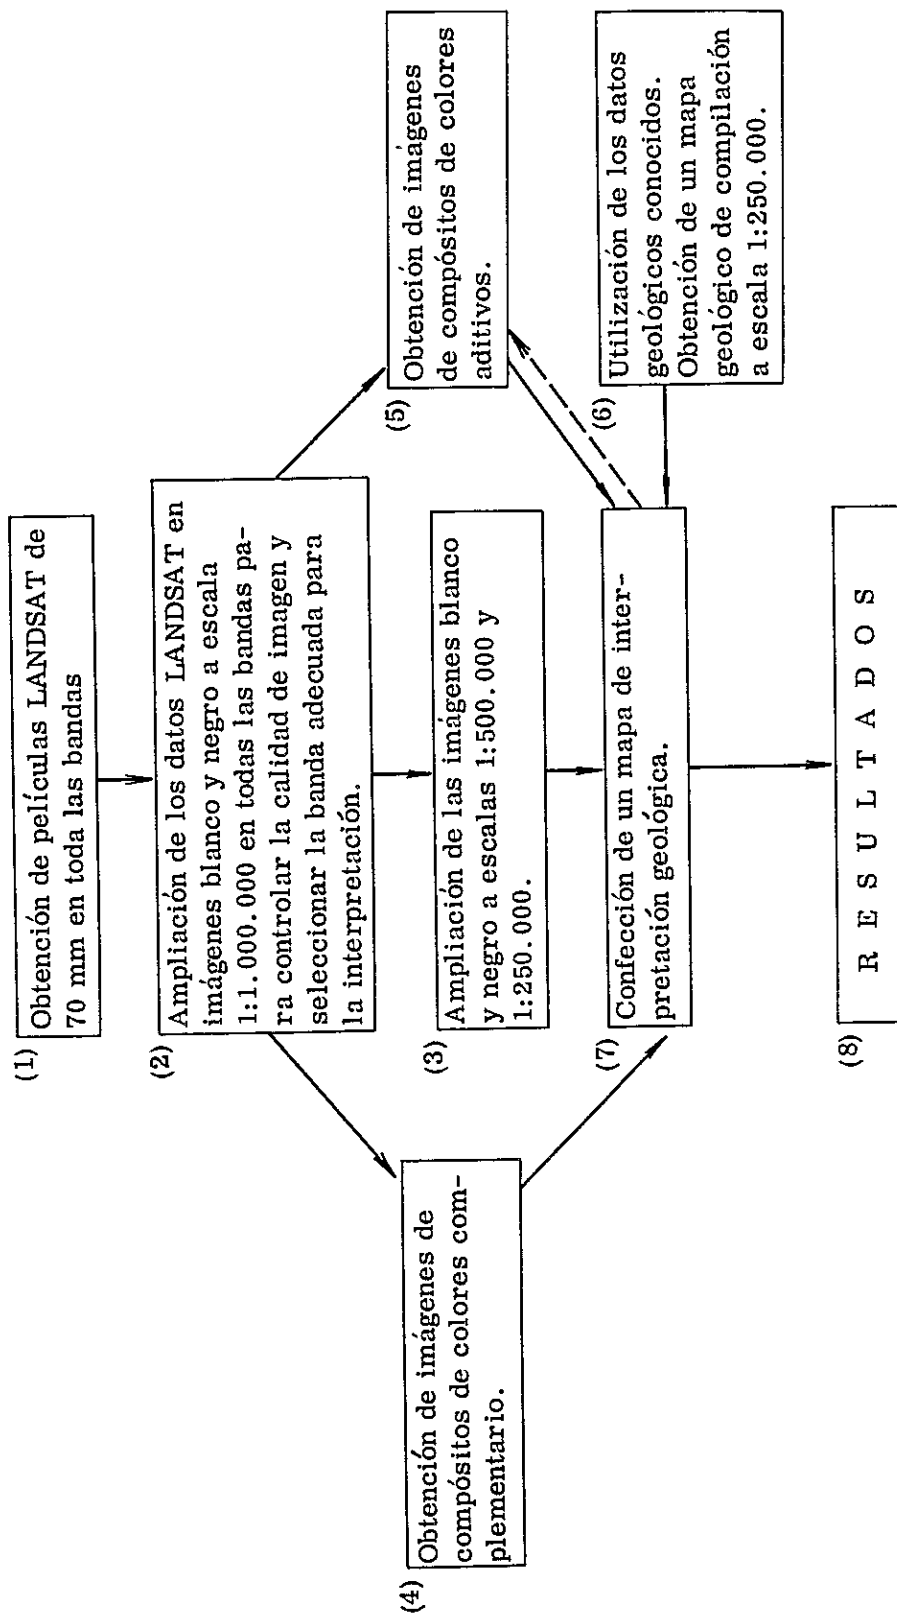 (1)
Obtención de películas LANDSAT de
70 mm en toda las bandas
(2)
Ampliación de los datos LANDSAT en
imágenes blanco y negro a escala
1:1.000.000 en todas las bandas pa-
ra controlar la calidad de imagen y
seleccionar la banda adecuada para
la interpretación.
(3)
Ampliación de las imágenes blanco
y negro a escalas 1:500.000 y
1:250.000.
(4)
Obtención de imágenes de
compósitos de colores com-
plementario.
(5)
Obtención de imágenes
de compósitos de colores
aditivos.
(6)
Utilización de los datos
geológicos conocidos.
Obtención de un mapa
geológico de compilación
a escala 1:250.000.
(7)
Confección de un mapa de inter-
pretación geológica.
(8)
R E S U L T A D O S